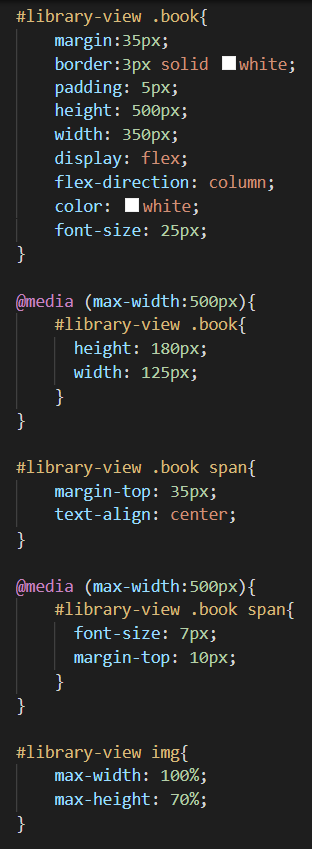 #library-view .book{
    margin:35px;
    border:3px solid white;
    padding: 5px;
    height: 500px;
    width: 350px;
    display: flex;
    flex-direction: column;
    color: white;
    font-size: 25px;
}

@media (max-width:500px){
    #library-view .book{
      height: 180px;
      width: 125px;
    }
}

#library-view .book span{
    margin-top: 35px;
    text-align: center;
}

@media (max-width:500px){
    #library-view .book span{
      font-size: 7px;
      margin-top: 10px;
    }
}

#library-view img{
    max-width: 100%;
    max-height: 70%;
}